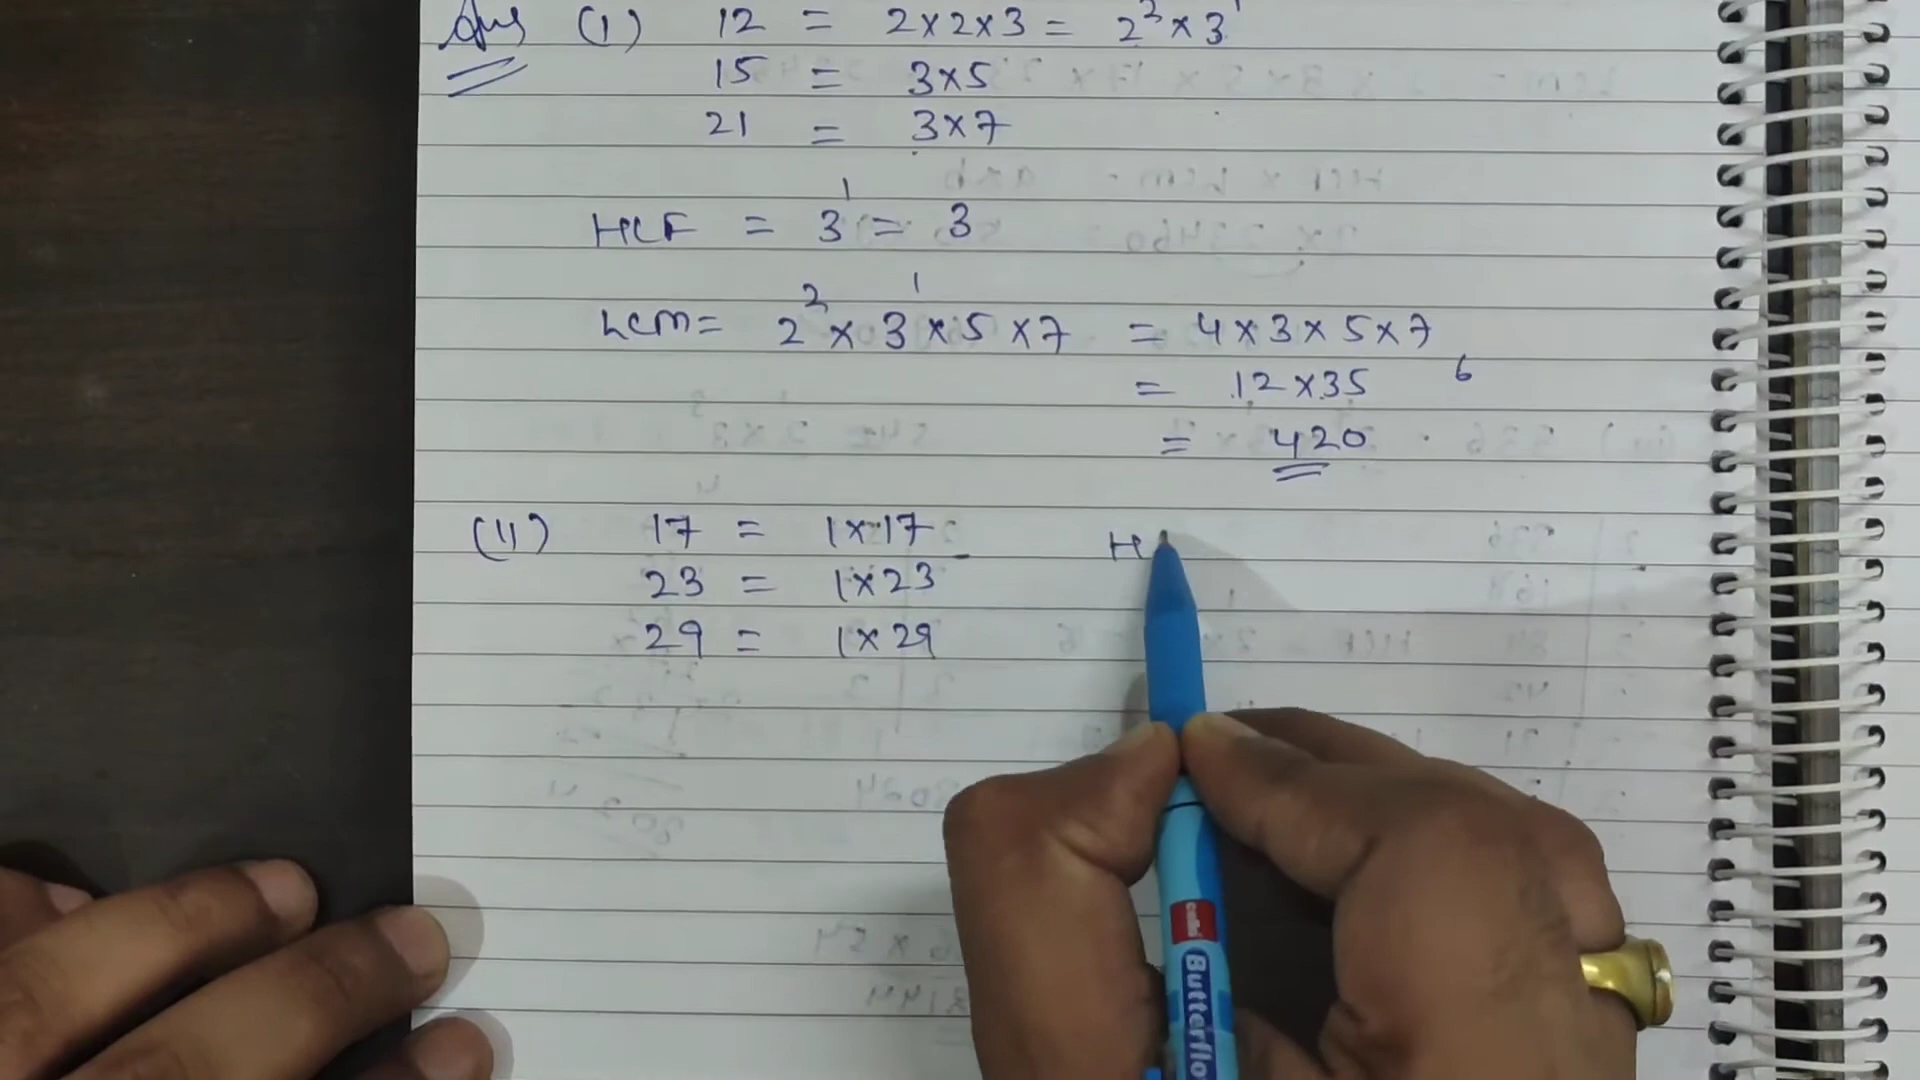 Ans (I) 12 = 2×2×3 = 2² × 3¹
15 = 3×5
21 = 3×7
HCF = 3¹ = 3
LCM = 2² × 3¹ × 5 × 7 = 4×3×5×7
= 12×35 6
= 420
(II) 17 = 1×17 H
23 = 1×23
29 = 1×29
cello
Butterflo